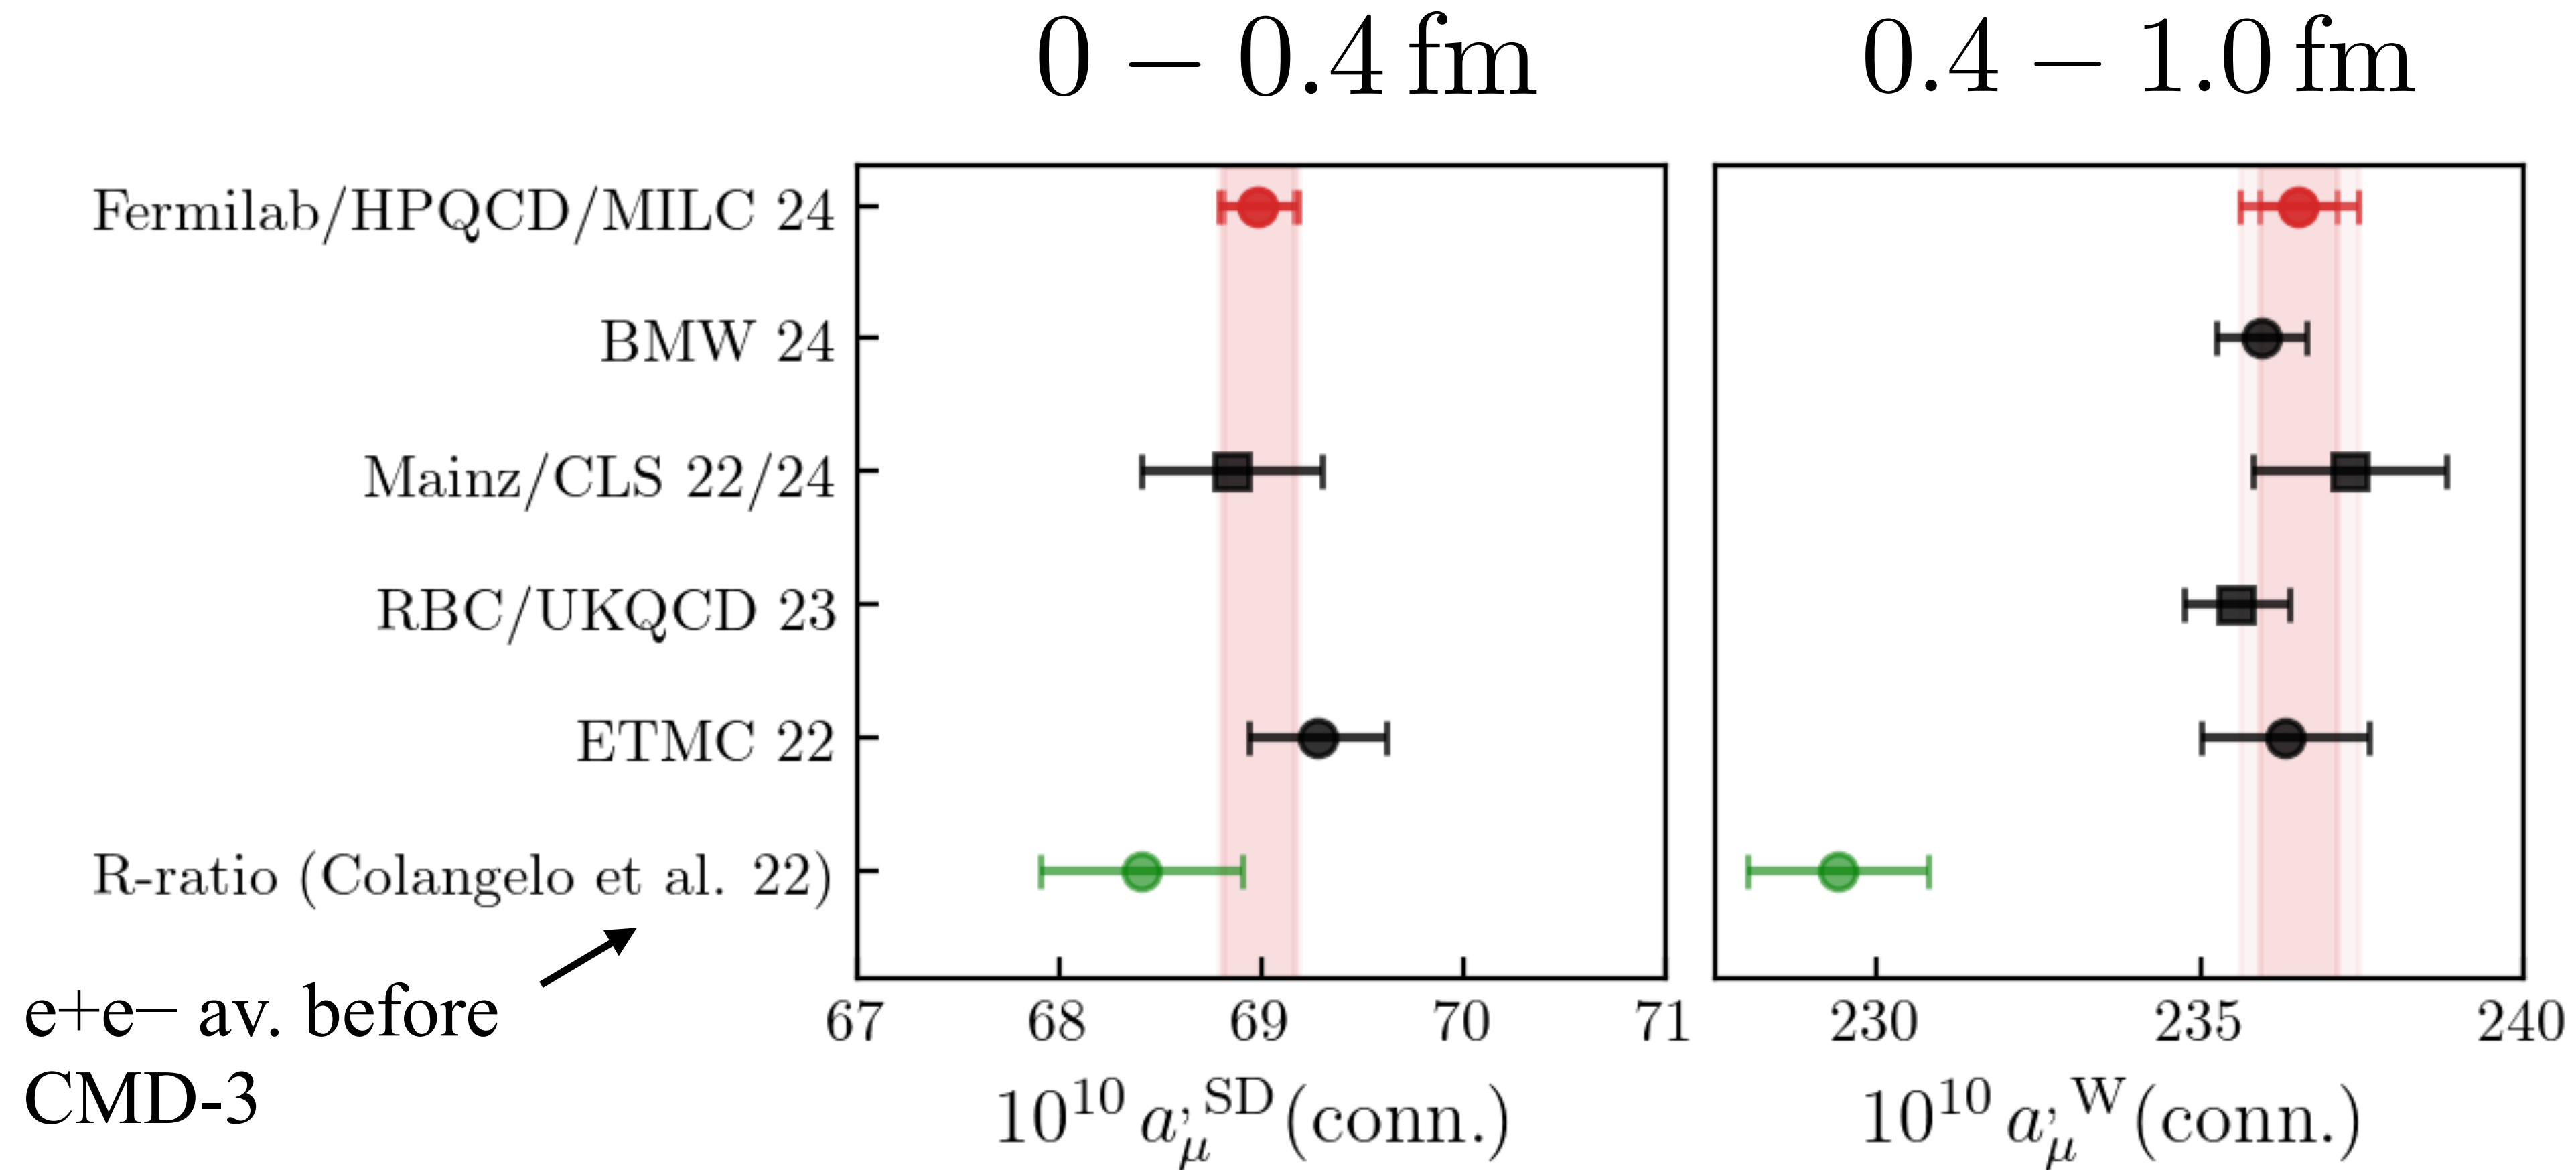 0 − 0.4 fm
0.4 − 1.0 fm
Fermilab/HPQCD/MILC 24
BMW 24
Mainz/CLS 22/24
RBC/UKQCD 23
ETMC 22
R-ratio (Colangelo et al. 22)
e+e− av. before
CMD-3
67 68 69 70 71
230 235 240
10^{10} a_μ^{, SD}(conn.)
10^{10} a_μ^{, W}(conn.)